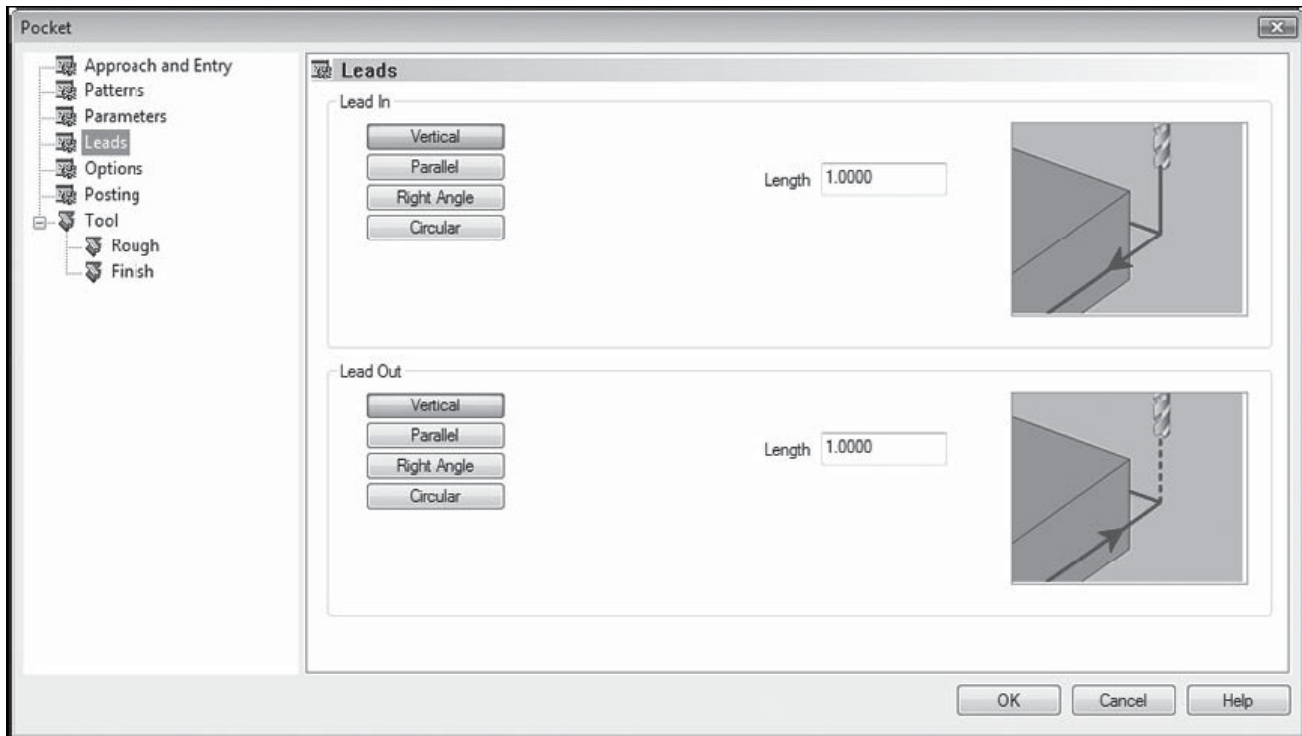 Pocket
Approach and Entry
Patterns
Parameters
Leads
Options
Posting
Tool
Rough
Finish
Leads
Lead In
Vertical
Parallel
Right Angle
Circular
Length 1.0000
Lead Out
Vertical
Parallel
Right Angle
Circular
Length 1.0000
OK Cancel Help